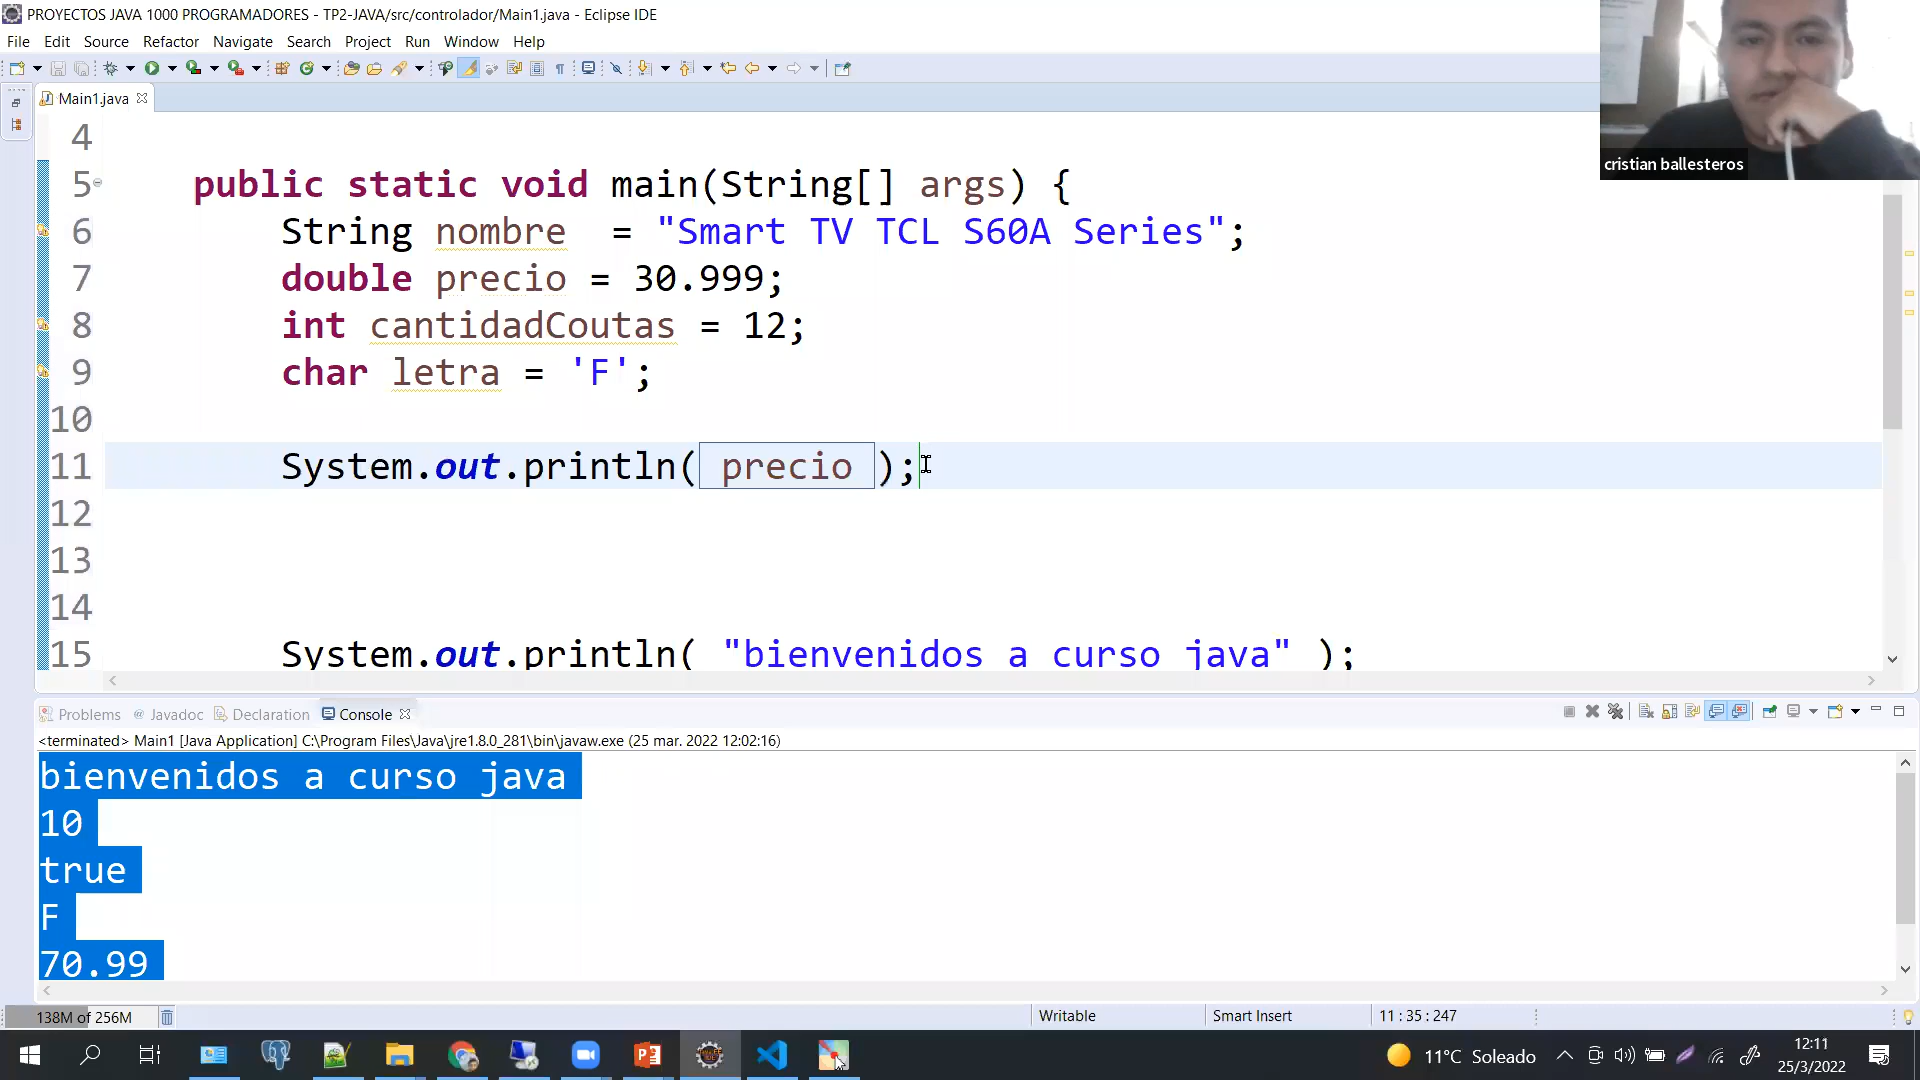 PROYECTOS JAVA 1000 PROGRAMADORES - TP2-JAVA/src/controlador/Main1.java - Eclipse IDE
File Edit Source Refactor Navigate Search Project Run Window Help
Main1.java
cristian ballesteros
4
5 public static void main(String[] args) {
6 String nombre = "Smart TV TCL S60A Series";
7 double precio = 30.999;
8 int cantidadCoutas = 12;
9 char letra = 'F';
10
11 System.out.println( precio );
12
13
14
15 System.out.println( "bienvenidos a curso java" );
Problems @ Javadoc Declaration Console
<terminated> Main1 [Java Application] C:\Program Files\Java\jre1.8.0_281\bin\javaw.exe (25 mar. 2022 12:02:16)
bienvenidos a curso java
10
true
F
70.99
138M of 256M Writable Smart Insert 11 : 35 : 247
11°C Soleado 12:11
25/3/2022